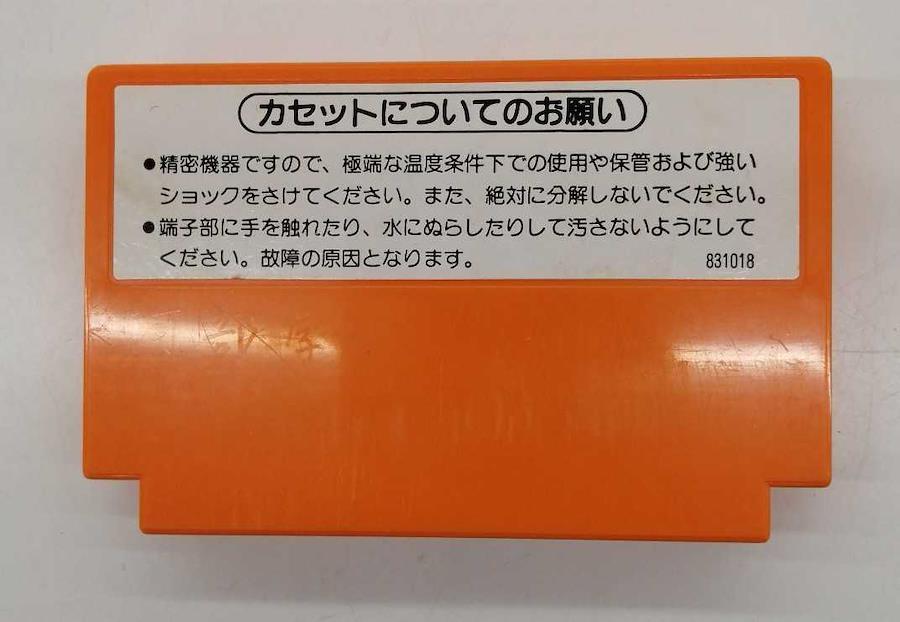 カセットについてのお願い
●精密機器ですので、極端な温度条件下での使用や保管および強い
ショックをさけてください。また、絶対に分解しないでください。
●端子部に手を触れたり、水にぬらしたりして汚さないようにして
ください。故障の原因となります。
831018